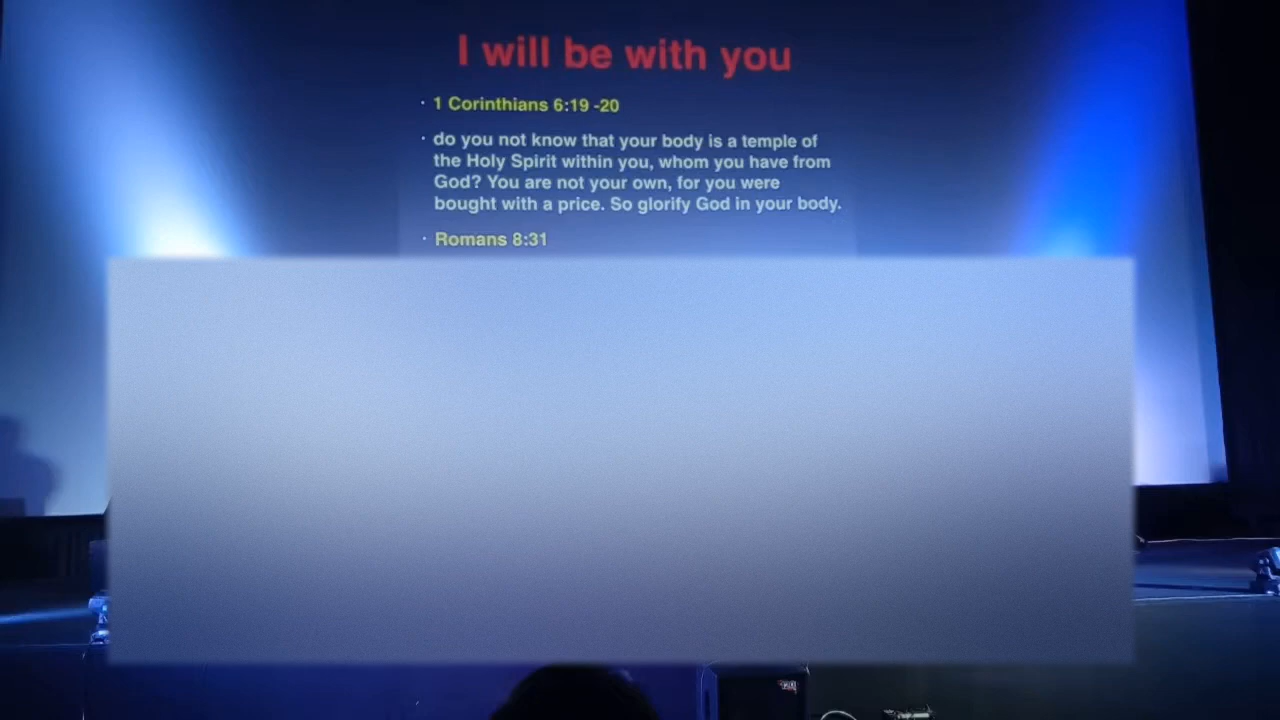 I will be with you
· 1 Corinthians 6:19 -20
· do you not know that your body is a temple of
the Holy Spirit within you, whom you have from
God? You are not your own, for you were
bought with a price. So glorify God in your body.
· Romans 8:31